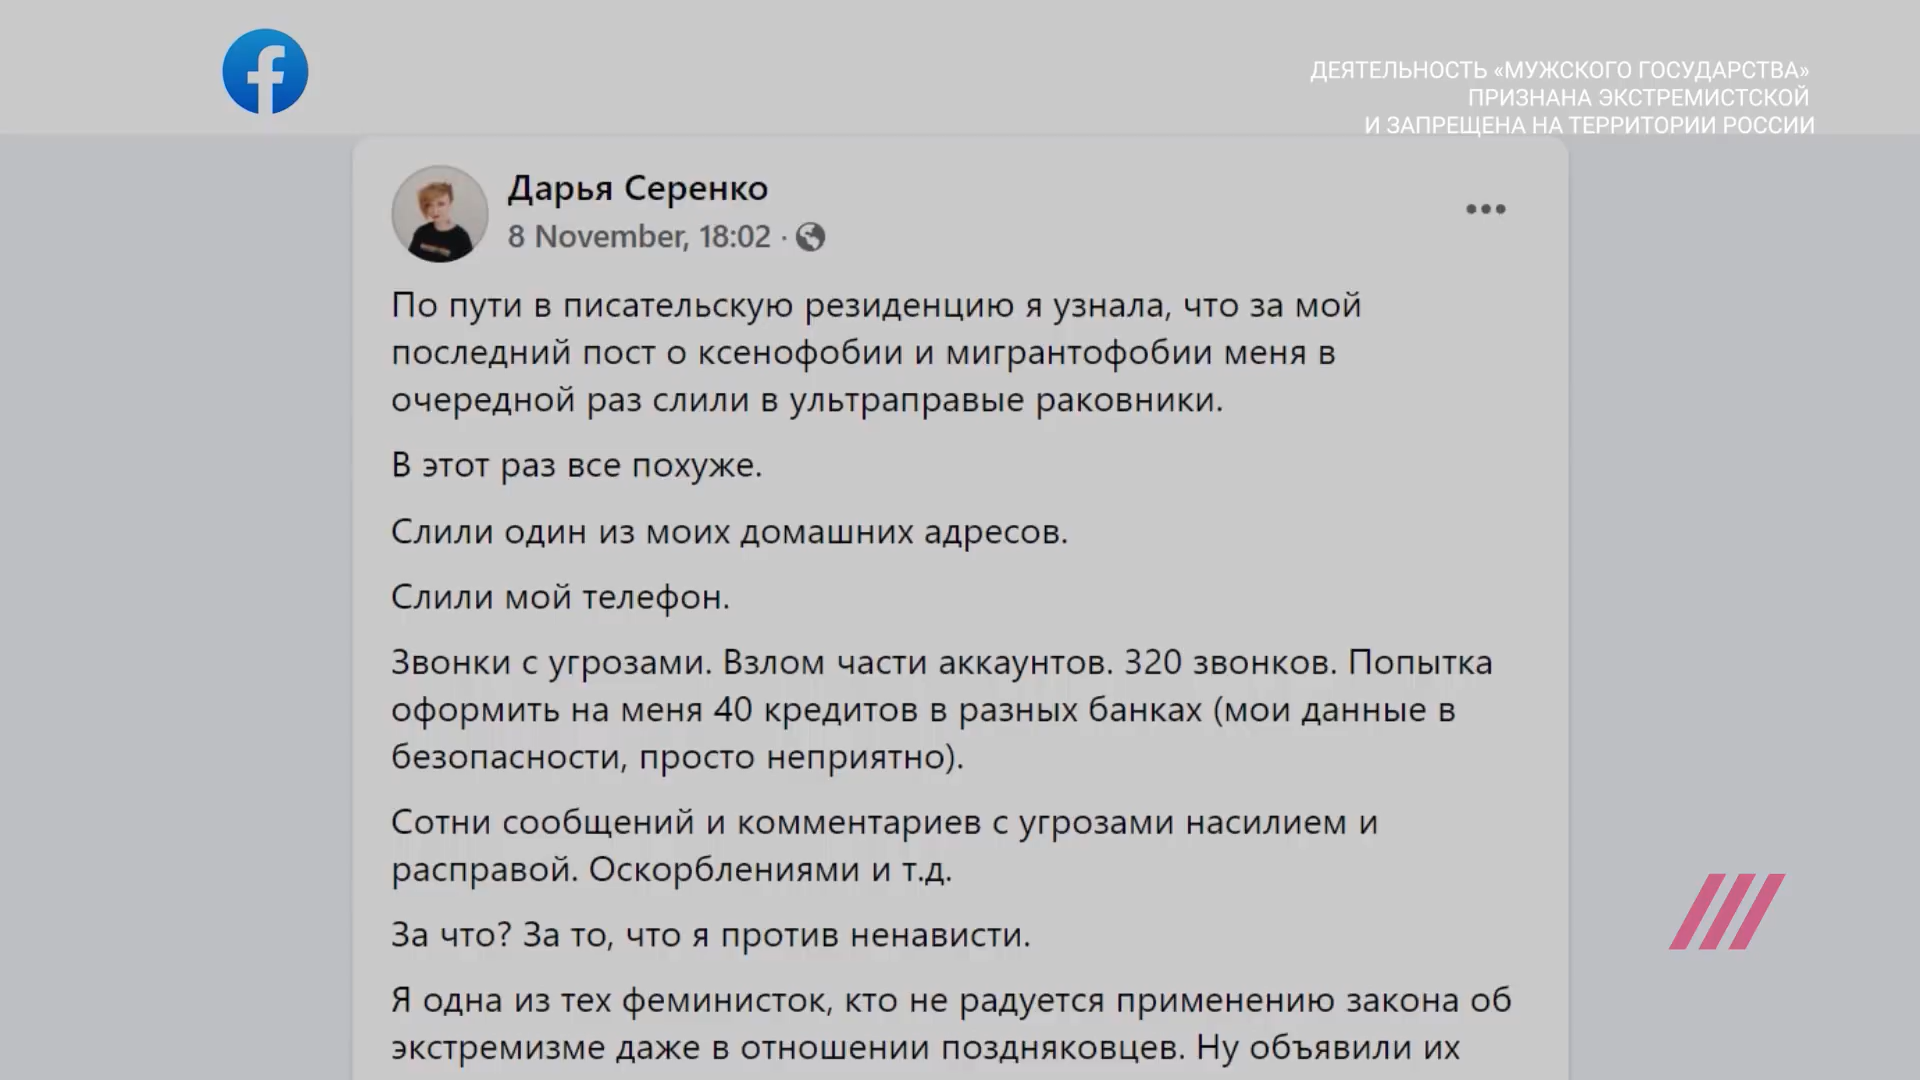 ДЕЯТЕЛЬНОСТЬ «МУЖСКОГО ГОСУДАРСТВА»
ПРИЗНАНА ЭКСТРЕМИСТСКОЙ
И ЗАПРЕЩЕНА НА ТЕРРИТОРИИ РОССИИ
Дарья Серенко
8 November, 18:02 ·
По пути в писательскую резиденцию я узнала, что за мой
последний пост о ксенофобии и мигрантофобии меня в
очередной раз слили в ультраправые раковники.
В этот раз все похуже.
Слили один из моих домашних адресов.
Слили мой телефон.
Звонки с угрозами. Взлом части аккаунтов. 320 звонков. Попытка
оформить на меня 40 кредитов в разных банках (мои данные в
безопасности, просто неприятно).
Сотни сообщений и комментариев с угрозами насилием и
расправой. Оскорблениями и т.д.
За что? За то, что я против ненависти.
Я одна из тех феминисток, кто не радуется применению закона об
экстремизме даже в отношении поздняковцев. Ну объявили их